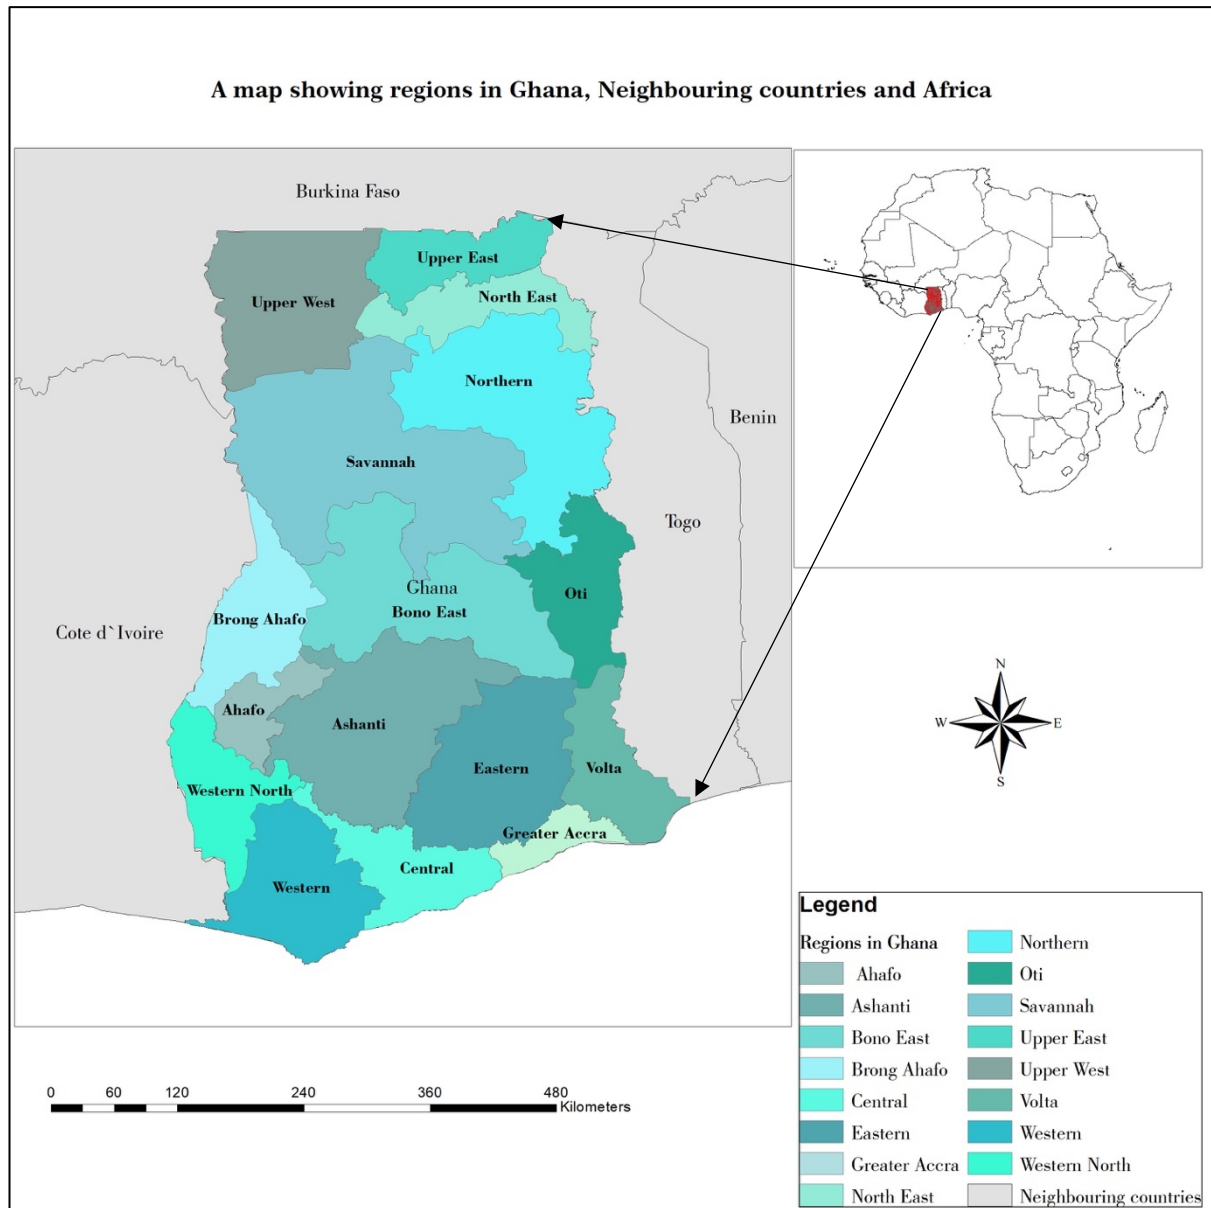 A map showing regions in Ghana, Neighbouring countries and Africa
Burkina Faso
Upper East
North East
Upper West
Northern
Benin
Savannah
Togo
Ghana
Oti
Bono East
Brong Ahafo
Cote d`Ivoire
Ahafo
Ashanti
Eastern
Volta
Western North
Greater Accra
Central
Western
N
W
E
S
0 60 120 240 360 480
Kilometers
Legend
Regions in Ghana
Ahafo
Ashanti
Bono East
Brong Ahafo
Central
Eastern
Greater Accra
North East
Northern
Oti
Savannah
Upper East
Upper West
Volta
Western
Western North
Neighbouring countries